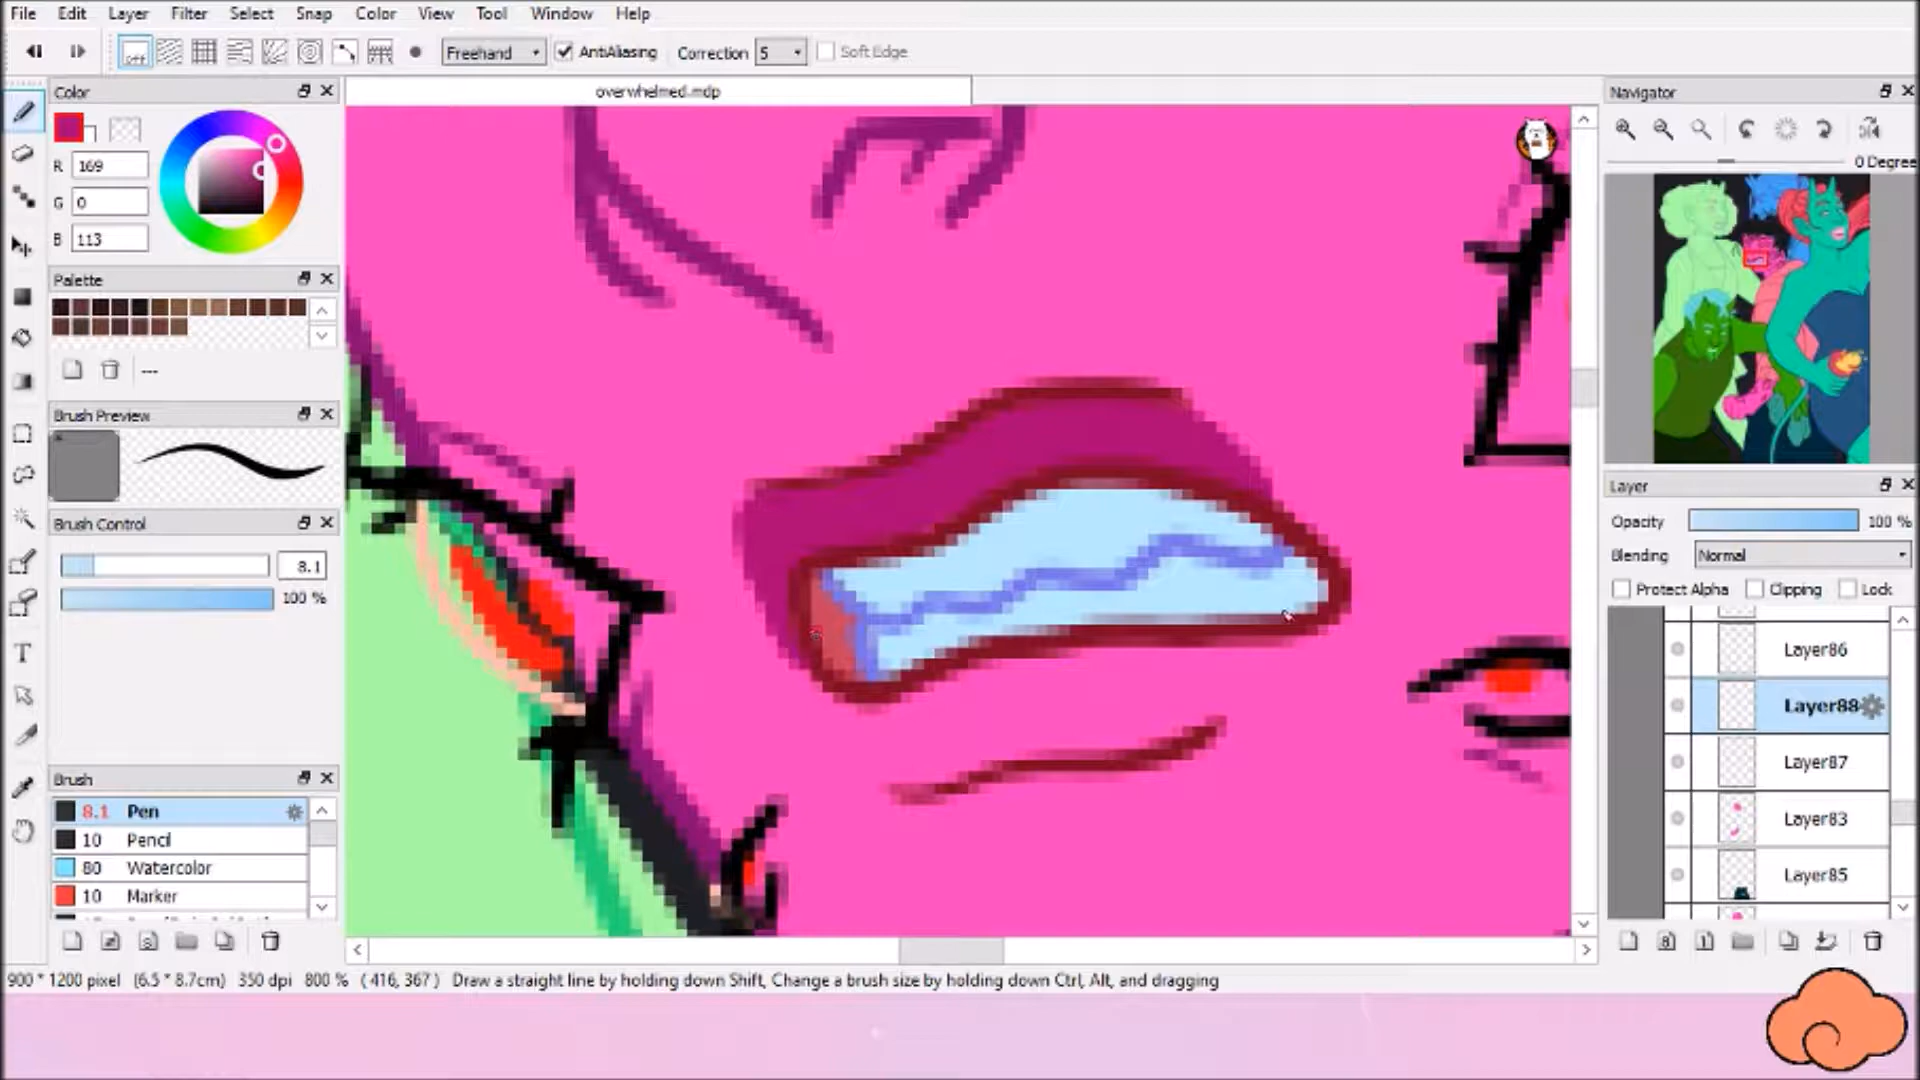 File Edit Layer Filter Select Snap Color View Tool Window Help
off Freehand AntiAliasing Correction 5 Soft Edge
Color
overwhelmed.mdp
Navigator
R 169
G 0
B 113
0 Degree
Palette
---
Brush Preview
Layer
Opacity 100 %
Brush Control
Blending Normal
8.1
Protect Alpha Clipping Lock
100 %
Layer86
Layer88
Layer87
Brush
8.1 Pen
Layer83
10 Pencil
80 Watercolor
Layer85
10 Marker
900 * 1200 pixel (6.5 * 8.7cm) 350 dpi 800 % ( 416, 367 ) Draw a straight line by holding down Shift, Change a brush size by holding down Ctrl, Alt, and dragging